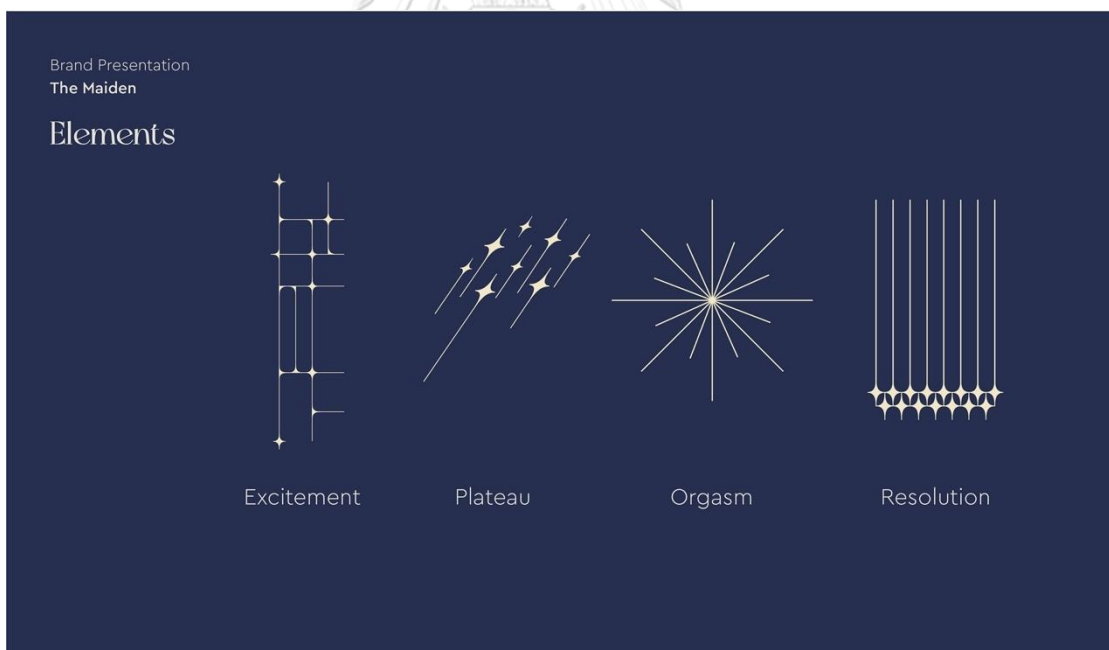 Brand Presentation
The Maiden
Elements
Excitement
Plateau
Orgasm
Resolution